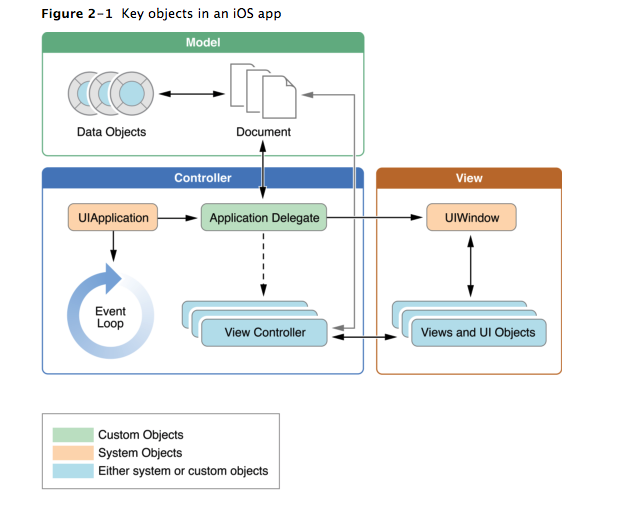 Figure 2-1 Key objects in an iOS app
Model
Data Objects
Document
Controller
View
UIApplication
Application Delegate
UIWindow
Event
Loop
View Controller
Views and UI Objects
Custom Objects
System Objects
Either system or custom objects